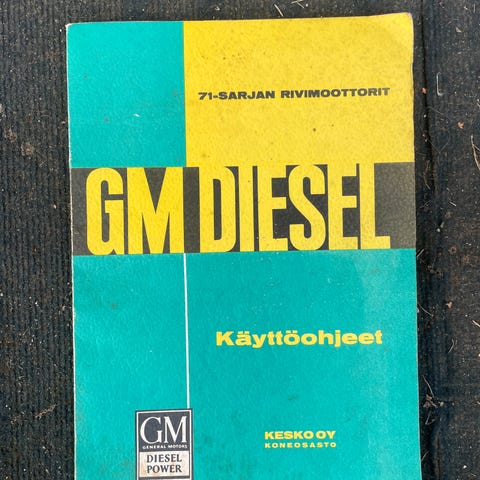 71-SARJAN RIVIMOOTTORIT
GM DIESEL
Käyttöohjeet
KESKO OY
KONEOSASTO
GM
GENERAL MOTORS
DIESEL
POWER